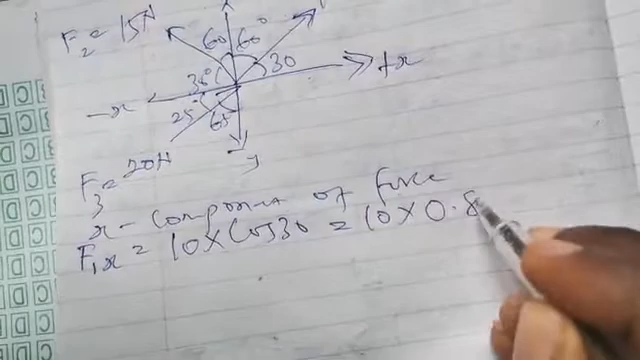 F₂ = 15N
60 60°
30° 30 +x
-x
25° 65
-y
F₃ = 20N
x - component of force
F₁x = 10 x Cos30 = 10 x 0.8